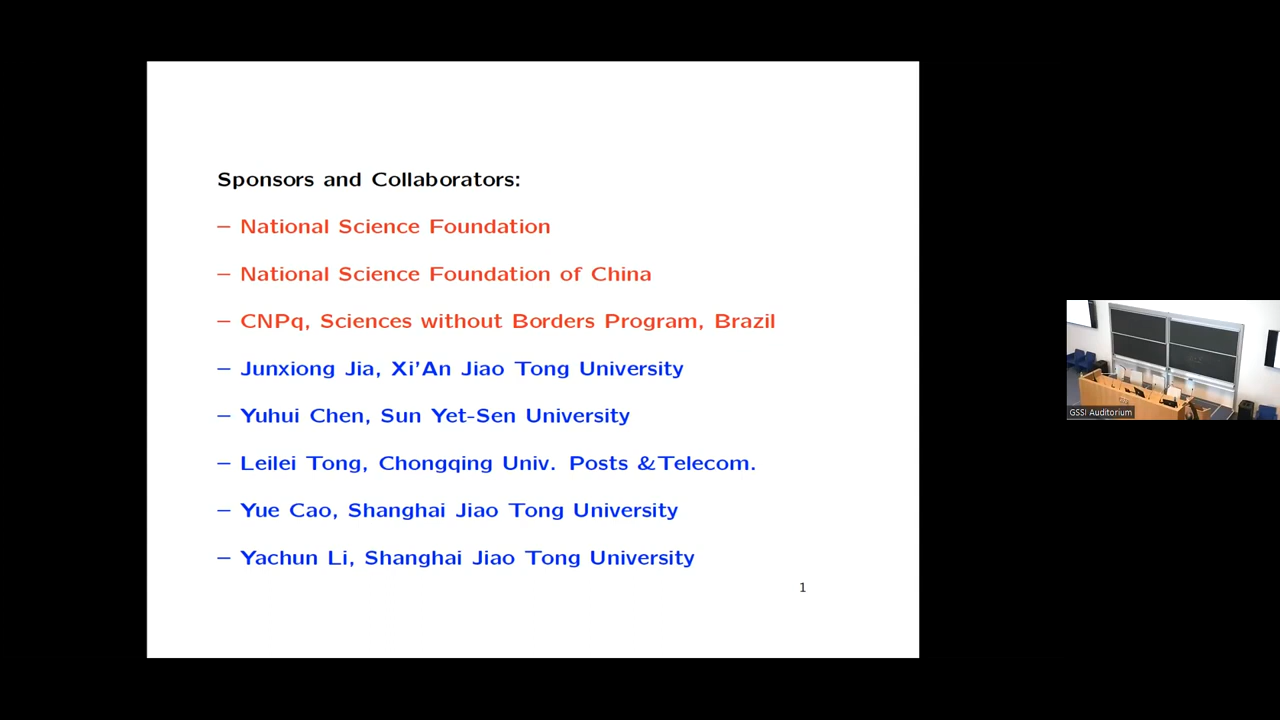 Sponsors and Collaborators:
– National Science Foundation
– National Science Foundation of China
– CNPq, Sciences without Borders Program, Brazil
– Junxiong Jia, Xi'An Jiao Tong University
– Yuhui Chen, Sun Yet-Sen University
– Leilei Tong, Chongqing Univ. Posts &Telecom.
– Yue Cao, Shanghai Jiao Tong University
– Yachun Li, Shanghai Jiao Tong University
1
GSSI Auditorium